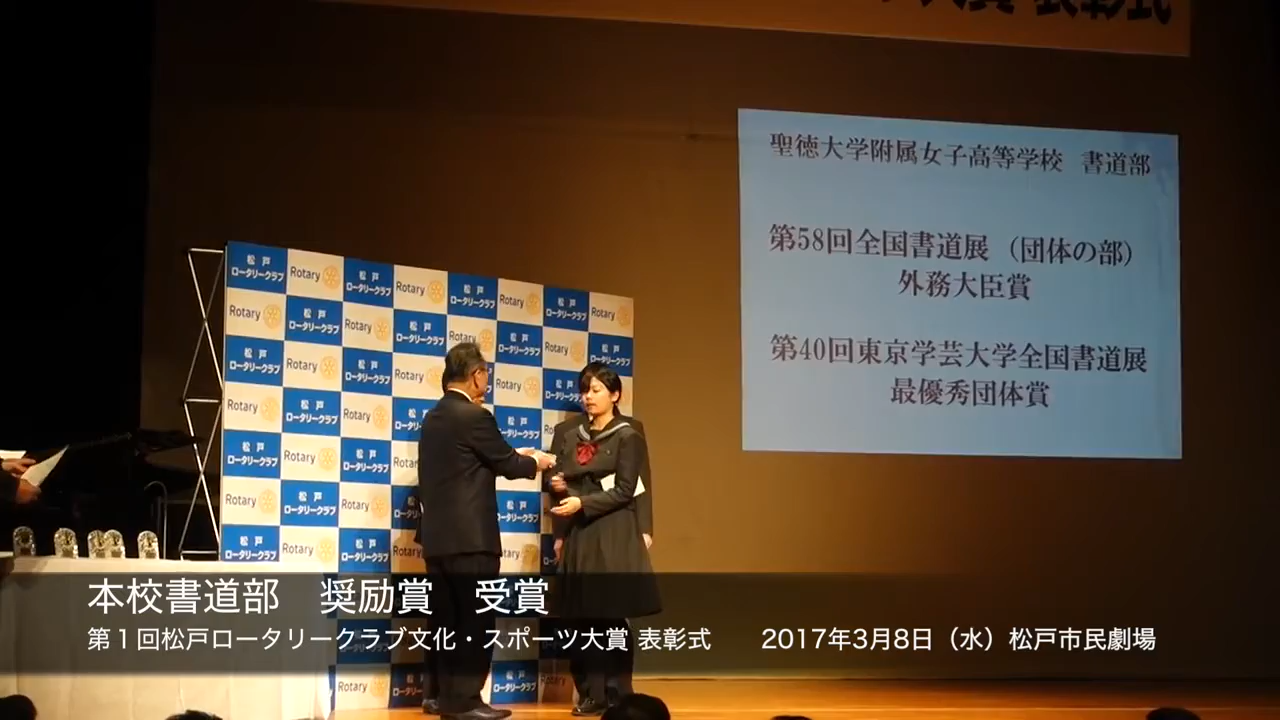 大賞 表彰式
聖徳大学附属女子高等学校 書道部
第58回全国書道展（団体の部）
外務大臣賞
第40回東京学芸大学全国書道展
最優秀団体賞
松戸 ロータリークラブ
Rotary
本校書道部　奨励賞　受賞
第１回松戸ロータリークラブ文化・スポーツ大賞 表彰式　　2017年3月8日（水）松戸市民劇場